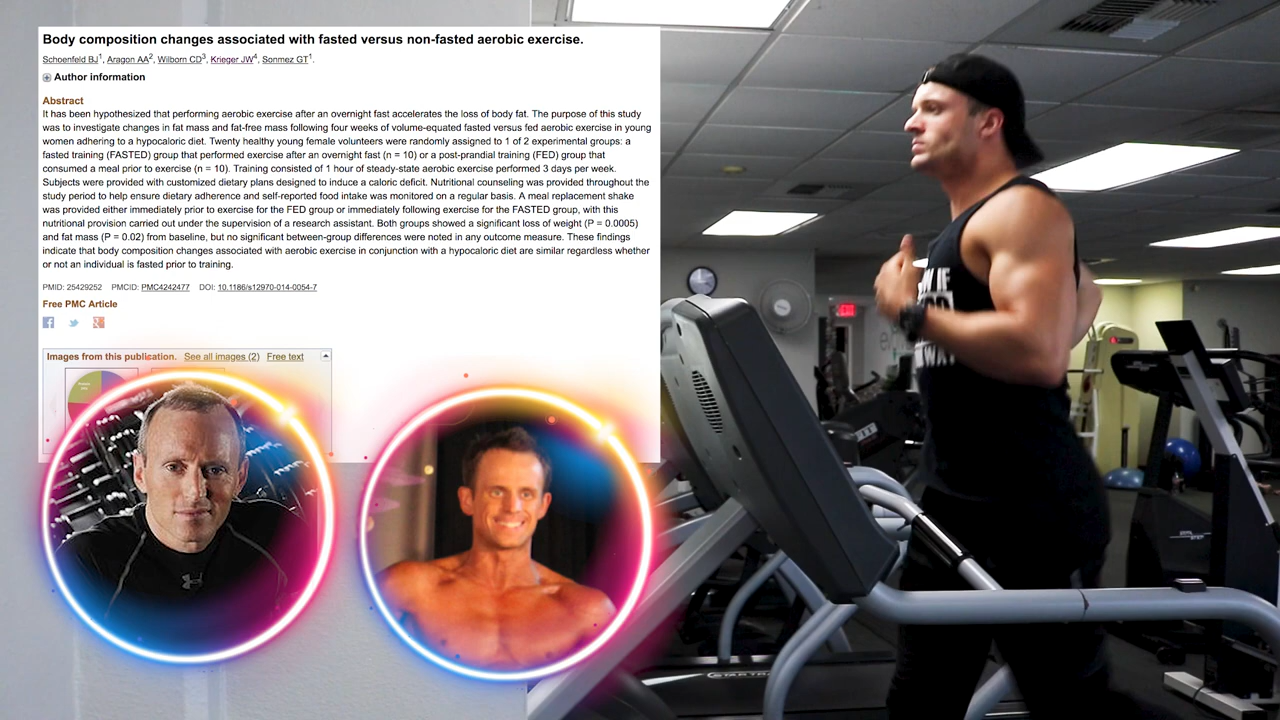 Body composition changes associated with fasted versus non-fasted aerobic exercise.
Schoenfeld BJ1, Aragon AA2, Wilborn CD3, Krieger JW4, Sonmez GT1.
Author information
Abstract
It has been hypothesized that performing aerobic exercise after an overnight fast accelerates the loss of body fat. The purpose of this study
was to investigate changes in fat mass and fat-free mass following four weeks of volume-equated fasted versus fed aerobic exercise in young
women adhering to a hypocaloric diet. Twenty healthy young female volunteers were randomly assigned to 1 of 2 experimental groups: a
fasted training (FASTED) group that performed exercise after an overnight fast (n = 10) or a post-prandial training (FED) group that
consumed a meal prior to exercise (n = 10). Training consisted of 1 hour of steady-state aerobic exercise performed 3 days per week.
Subjects were provided with customized dietary plans designed to induce a caloric deficit. Nutritional counseling was provided throughout the
study period to help ensure dietary adherence and self-reported food intake was monitored on a regular basis. A meal replacement shake
was provided either immediately prior to exercise for the FED group or immediately following exercise for the FASTED group, with this
nutritional provision carried out under the supervision of a research assistant. Both groups showed a significant loss of weight (P = 0.0005)
and fat mass (P = 0.02) from baseline, but no significant between-group differences were noted in any outcome measure. These findings
indicate that body composition changes associated with aerobic exercise in conjunction with a hypocaloric diet are similar regardless whether
or not an individual is fasted prior to training.
PMID: 25429252 PMCID: PMC4242477 DOI: 10.1186/s12970-014-0054-7
Free PMC Article
Images from this publication. See all images (2) Free text
EXIT
IF